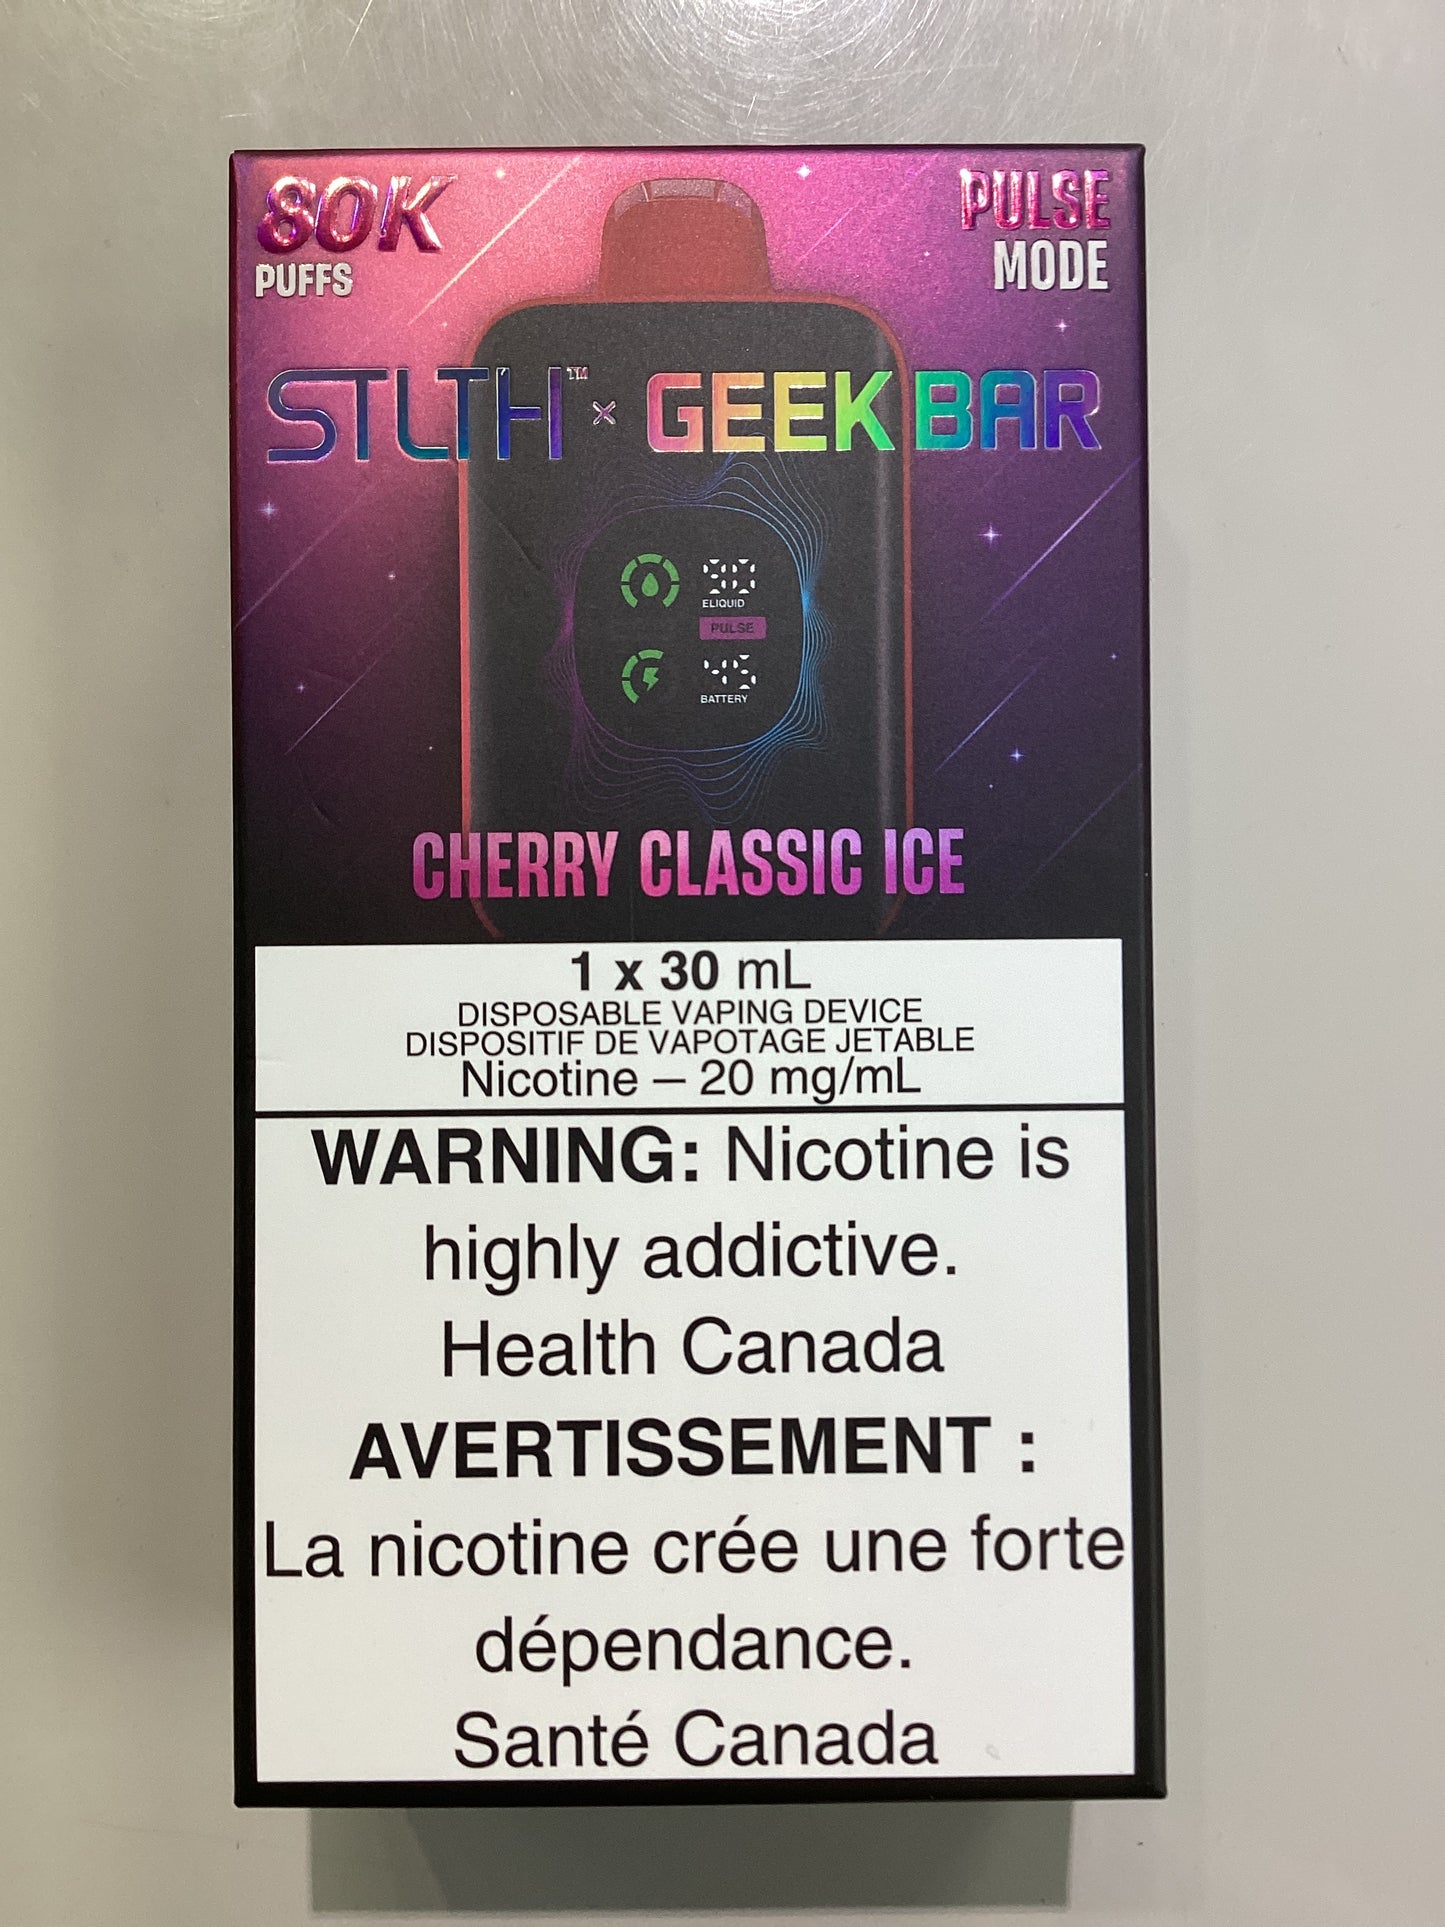 80K
PUFFS
PULSE
MODE
STLTH™ × GEEK BAR
90
ELIQUID
PULSE
45
BATTERY
CHERRY CLASSIC ICE
1 x 30 mL
DISPOSABLE VAPING DEVICE
DISPOSITIF DE VAPOTAGE JETABLE
Nicotine – 20 mg/mL
WARNING: Nicotine is
highly addictive.
Health Canada
AVERTISSEMENT :
La nicotine crée une forte
dépendance.
Santé Canada